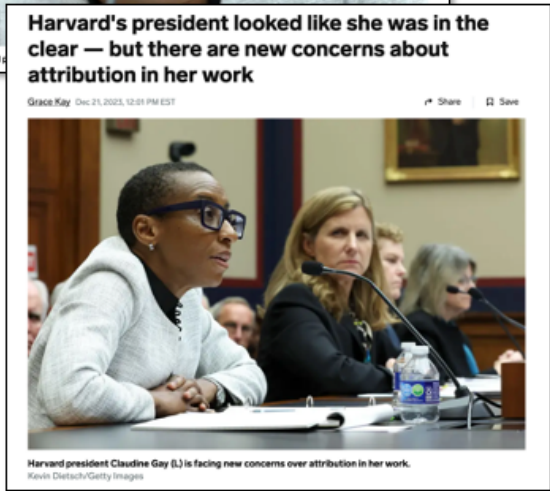 Harvard's president looked like she was in the
clear — but there are new concerns about
attribution in her work
Grace Kay Dec 21, 2023, 12:01 PM EST
Share Save
Harvard president Claudine Gay (L) is facing new concerns over attribution in her work.
Kevin Dietsch/Getty Images